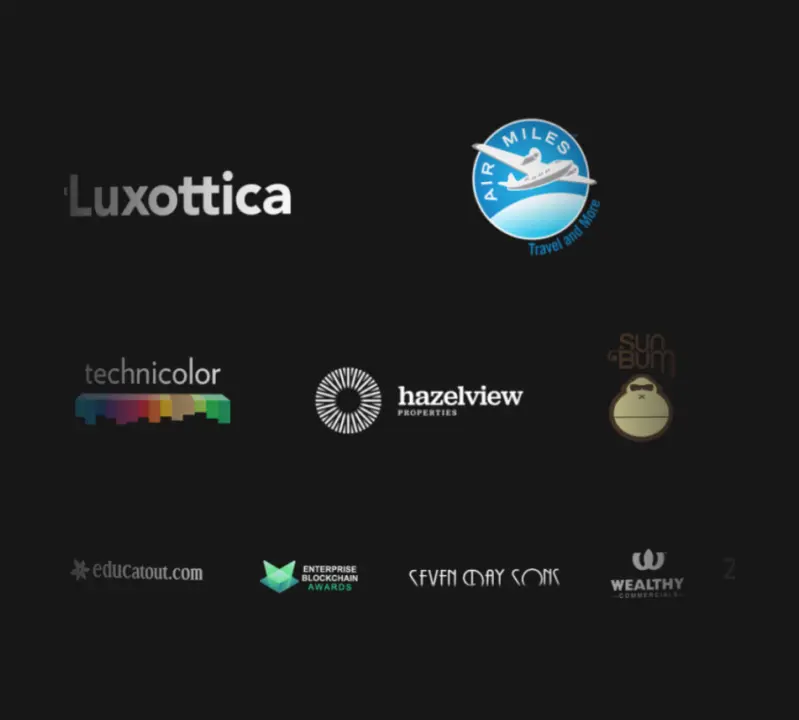 Luxottica
AIR MILES
Travel and More
technicolor
hazelview
PROPERTIES
SUN
BUM
educatout.com
ENTERPRISE
BLOCKCHAIN
AWARDS
SEVEN DAY SONS
WEALTHY
COMMERCIALS
2